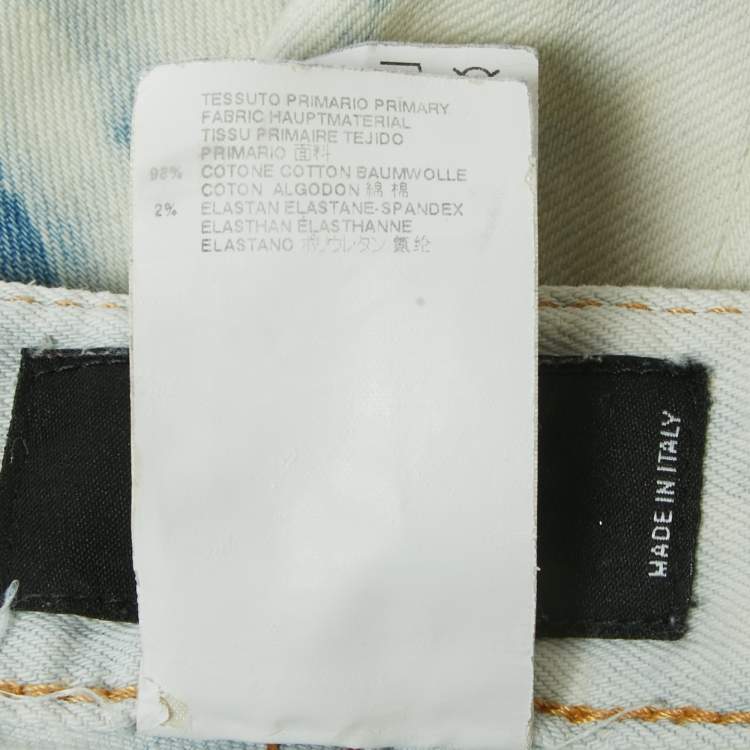 TESSUTO PRIMARIO PRIMARY
FABRIC HAUPTMATERIAL
TISSU PRIMAIRE TEJIDO
PRIMARIO 面料
98% COTONE COTTON BAUMWOLLE
COTON ALGODON 綿 棉
2% ELASTAN ELASTANE-SPANDEX
ELASTHAN ELASTHANNE
ELASTANO ポリウレタン 氨纶
MADE IN ITALY